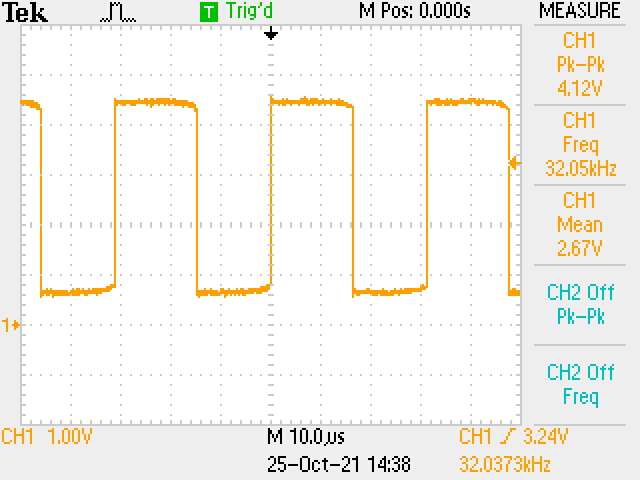 Tek T Trig'd M Pos: 0.000s MEASURE
CH1
Pk-Pk
4.12V
CH1
Freq
32.05kHz
CH1
Mean
2.67V
CH2 Off
Pk-Pk
CH2 Off
Freq
1
CH1 1.00V M 10.0µs CH1 3.24V
25-Oct-21 14:38 32.0373kHz